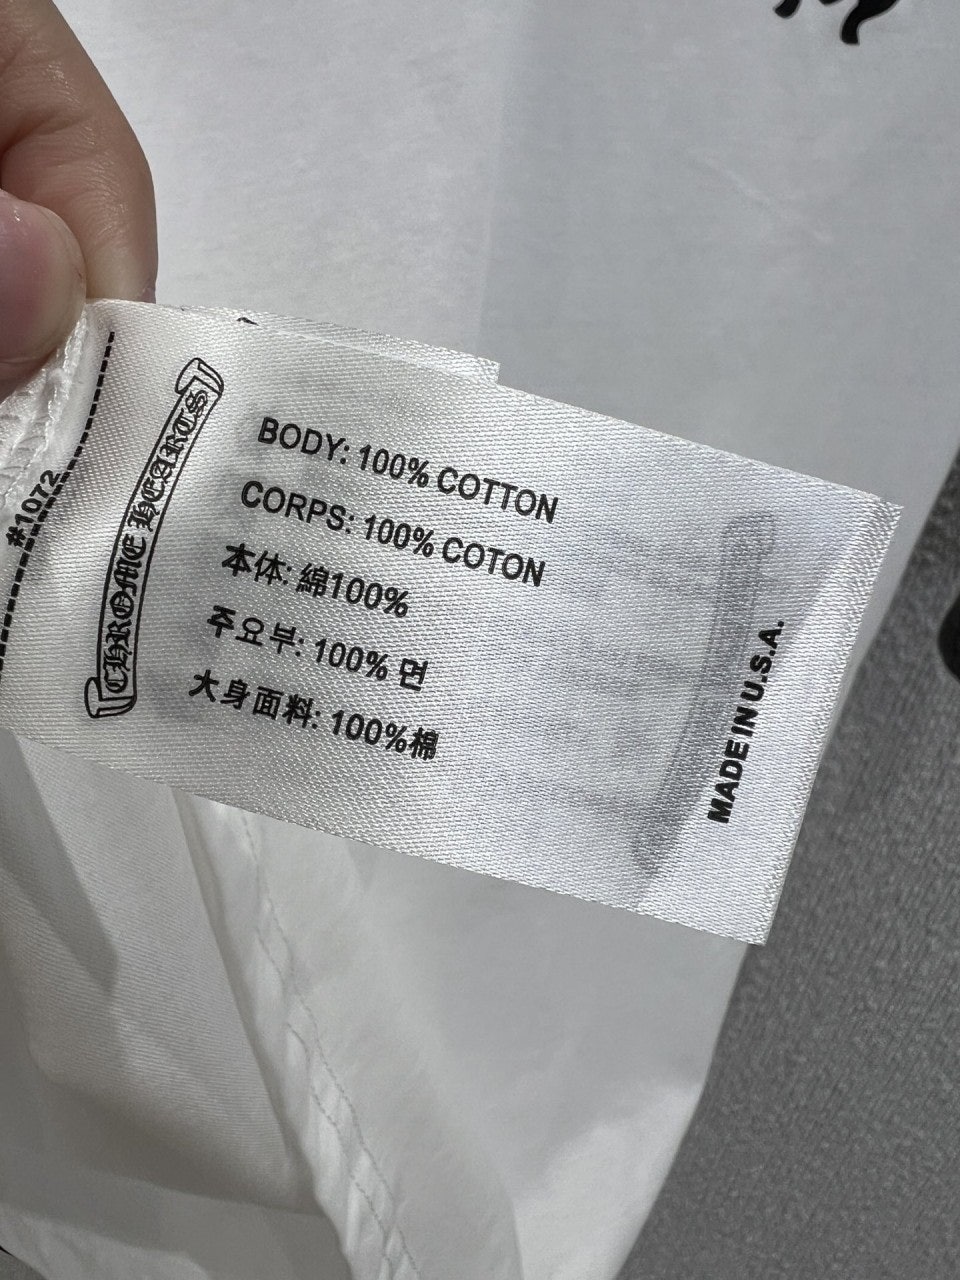 #1072
CHROME HEARTS
BODY: 100% COTTON
CORPS: 100% COTON
本体: 綿100%
주요부: 100% 면
大身面料: 100%棉
MADE IN U.S.A.